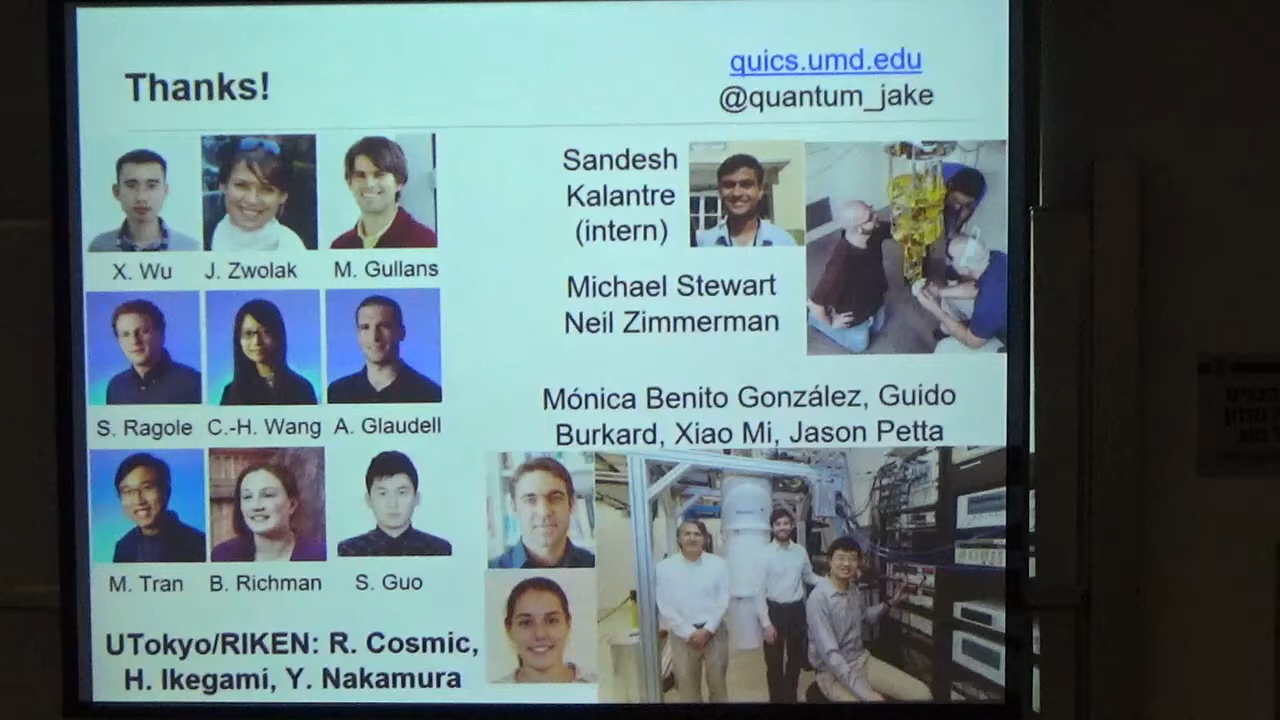 Thanks!
quics.umd.edu
@quantum_jake
X. Wu
J. Zwolak
M. Gullans
Sandesh
Kalantre
(intern)
Michael Stewart
Neil Zimmerman
S. Ragole
C.-H. Wang
A. Glaudell
Mónica Benito González, Guido
Burkard, Xiao Mi, Jason Petta
M. Tran
B. Richman
S. Guo
UTokyo/RIKEN: R. Cosmic,
H. Ikegami, Y. Nakamura